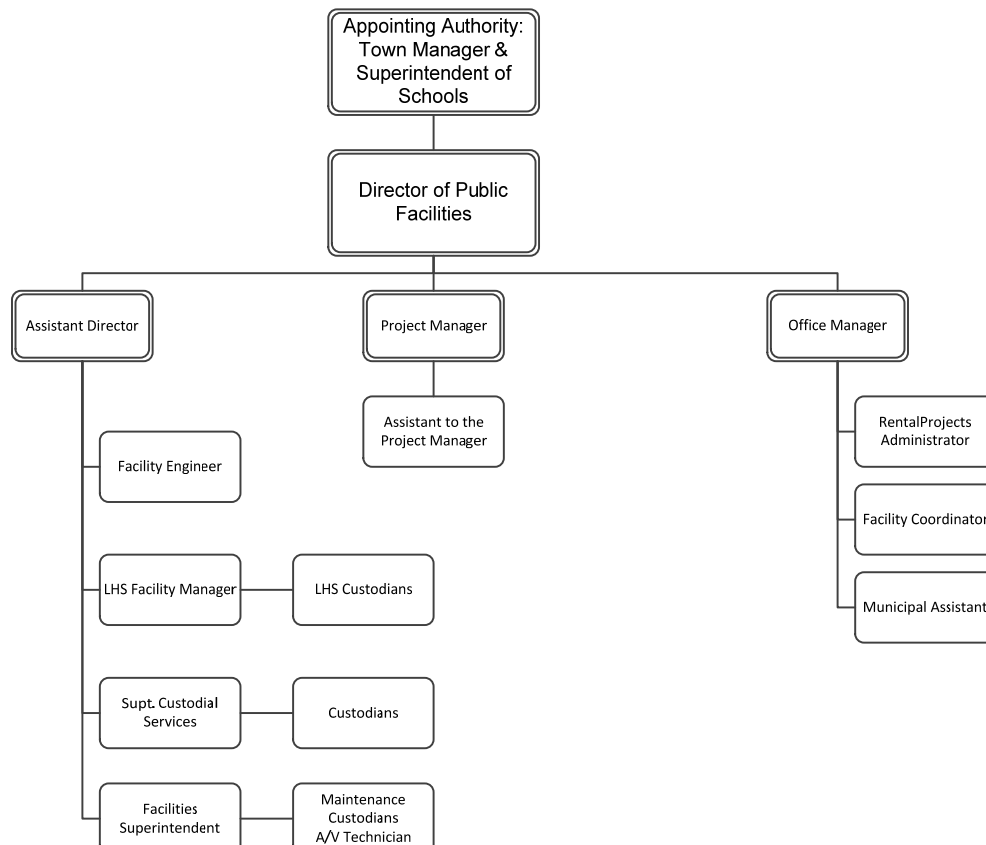 Appointing Authority:
Town Manager &
Superintendent of
Schools
Director of Public
Facilities
Assistant Director
Project Manager
Office Manager
Assistant to the
Project Manager
RentalProjects
Administrator
Facility Engineer
Facility Coordinator
LHS Facility Manager
LHS Custodians
Municipal Assistant
Supt. Custodial
Services
Custodians
Facilities
Superintendent
Maintenance
Custodians
A/V Technician